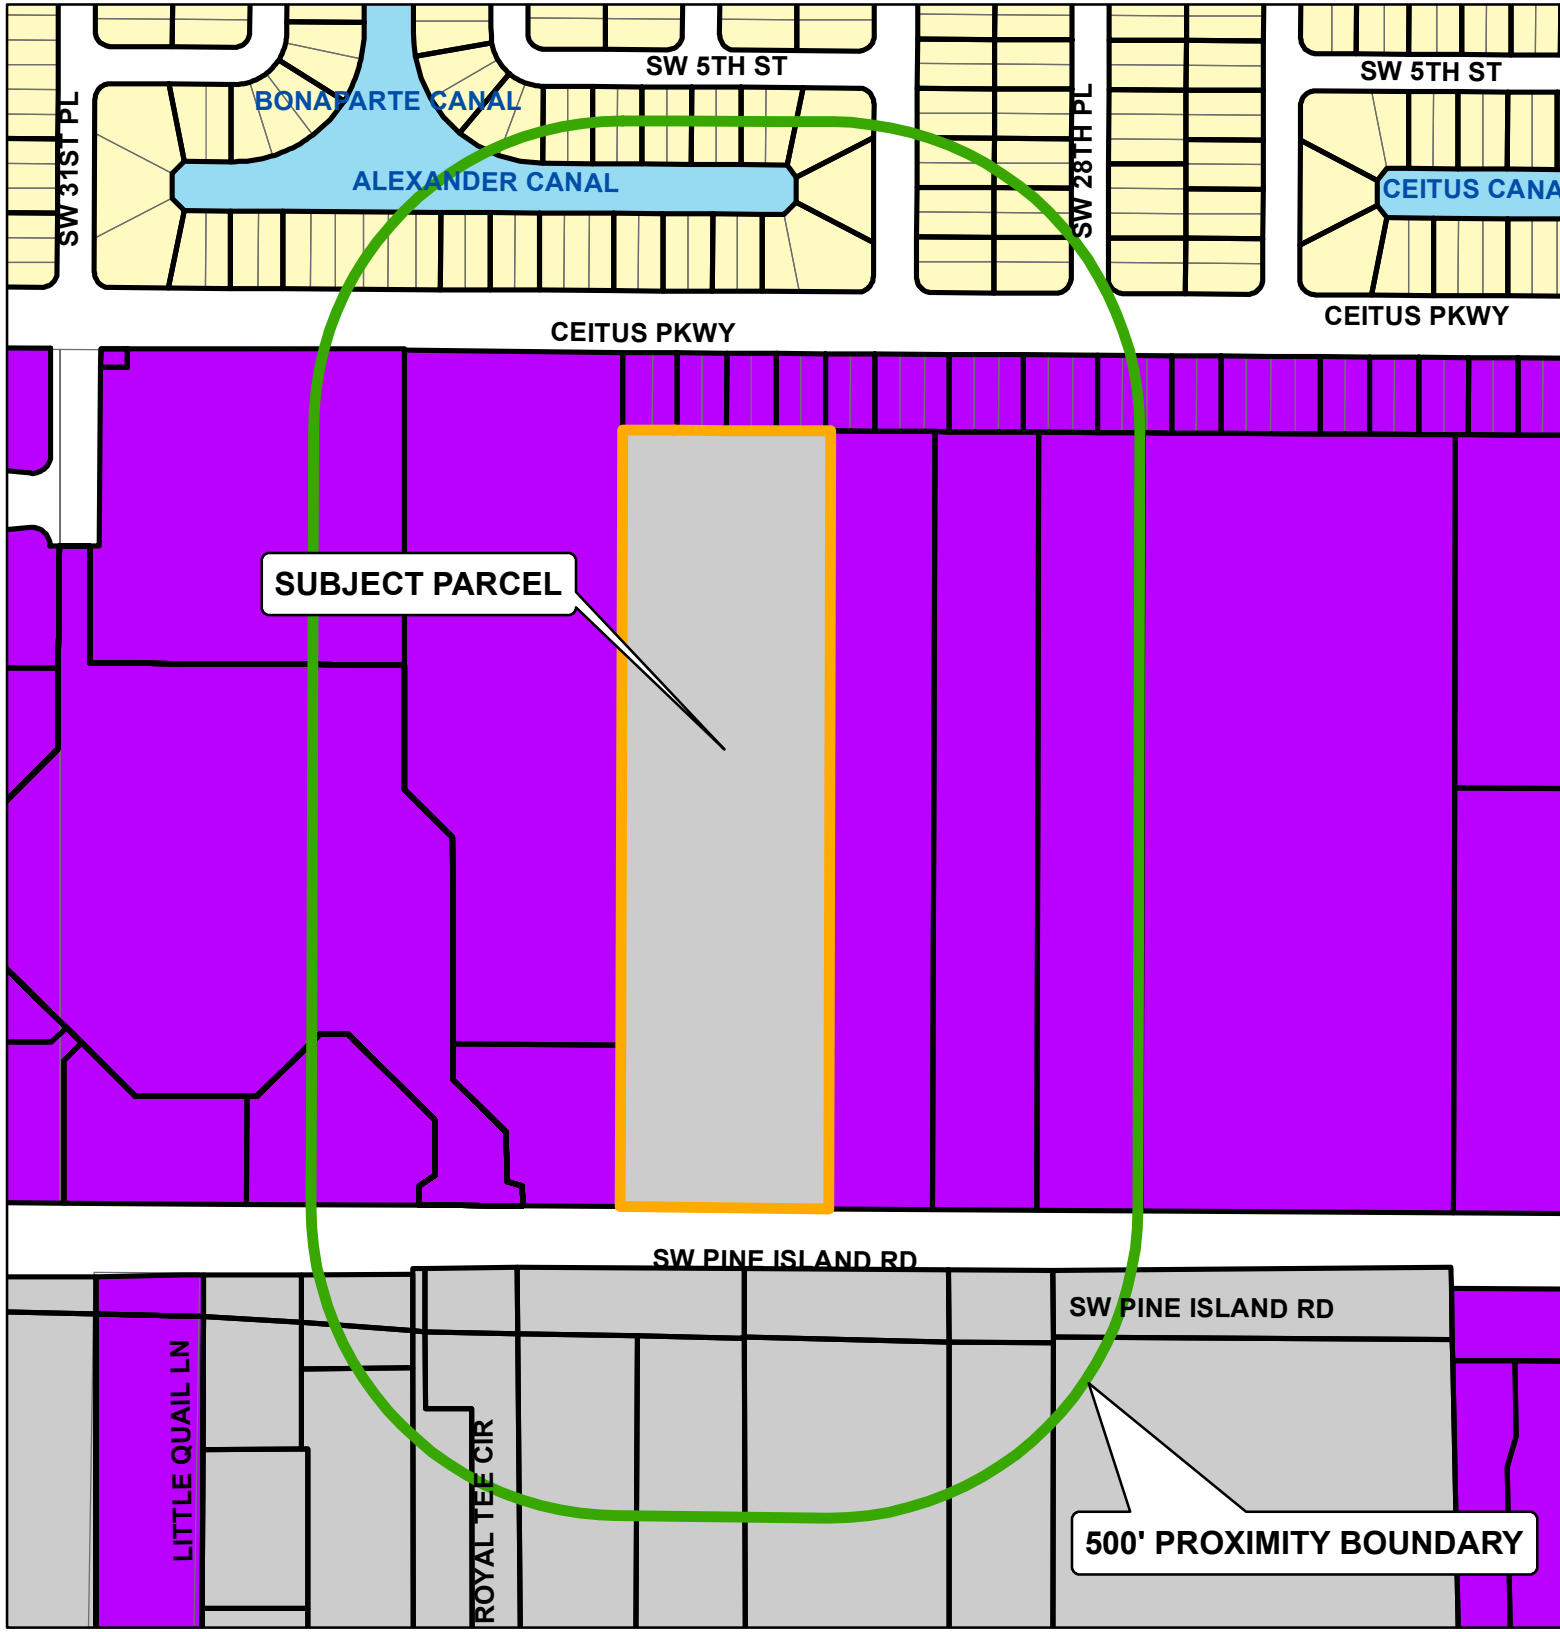 SW 5TH ST
SW 5TH ST
BONAPARTE CANAL
SW 31ST PL
SW 28TH PL
ALEXANDER CANAL
CEITUS CANA
CEITUS PKWY
CEITUS PKWY
SUBJECT PARCEL
SW PINE ISLAND RD
SW PINE ISLAND RD
LITTLE QUAIL LN
ROYAL TEE CIR
500' PROXIMITY BOUNDARY